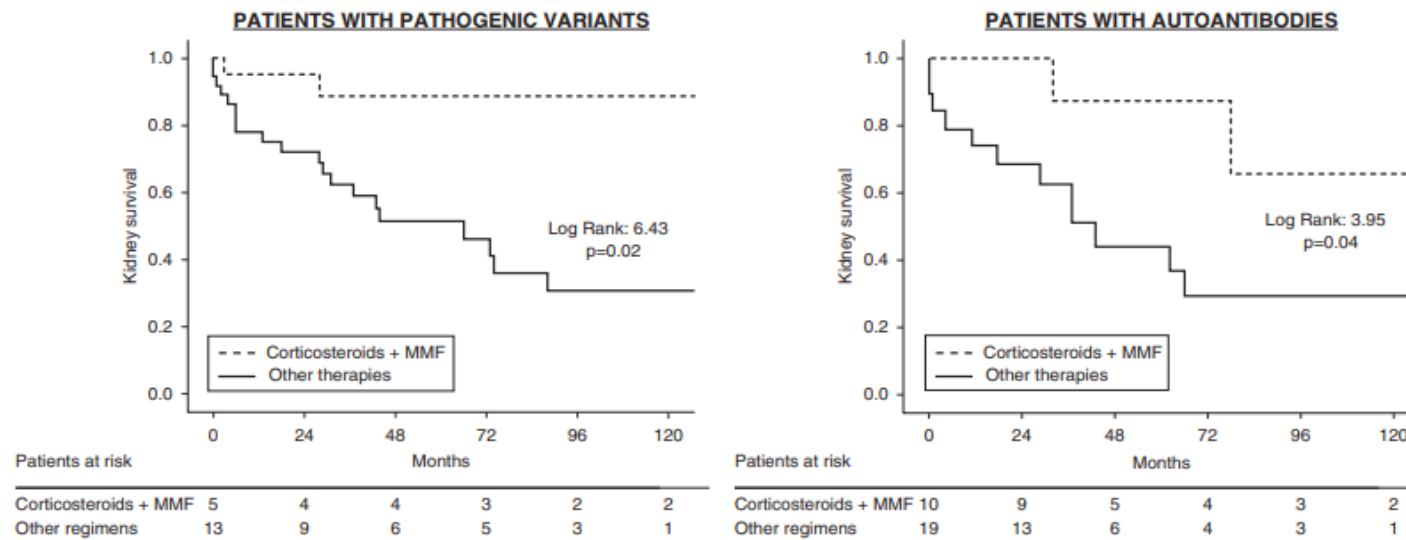 PATIENTS WITH PATHOGENIC VARIANTS
1.0
0.8
0.6
0.4
0.2
0.0
Kidney survival
Log Rank: 6.43
p=0.02
Corticosteroids + MMF
Other therapies
0 24 48 72 96 120
Patients at risk Months
Corticosteroids + MMF 5 4 4 3 2 2
Other regimens 13 9 6 5 3 1
PATIENTS WITH AUTOANTIBODIES
1.0
0.8
0.6
0.4
0.2
0.0
Kidney survival
Log Rank: 3.95
p=0.04
Corticosteroids + MMF
Other therapies
0 24 48 72 96 120
Patients at risk Months
Corticosteroids + MMF 10 9 5 4 3 2
Other regimens 19 13 6 4 3 1